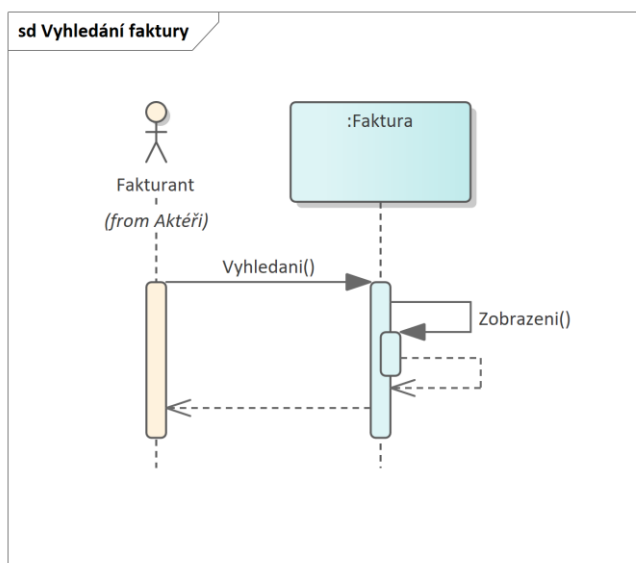 sd Vyhledání faktury
:Faktura
Fakturant
(from Aktéři)
Vyhledani()
Zobrazeni()